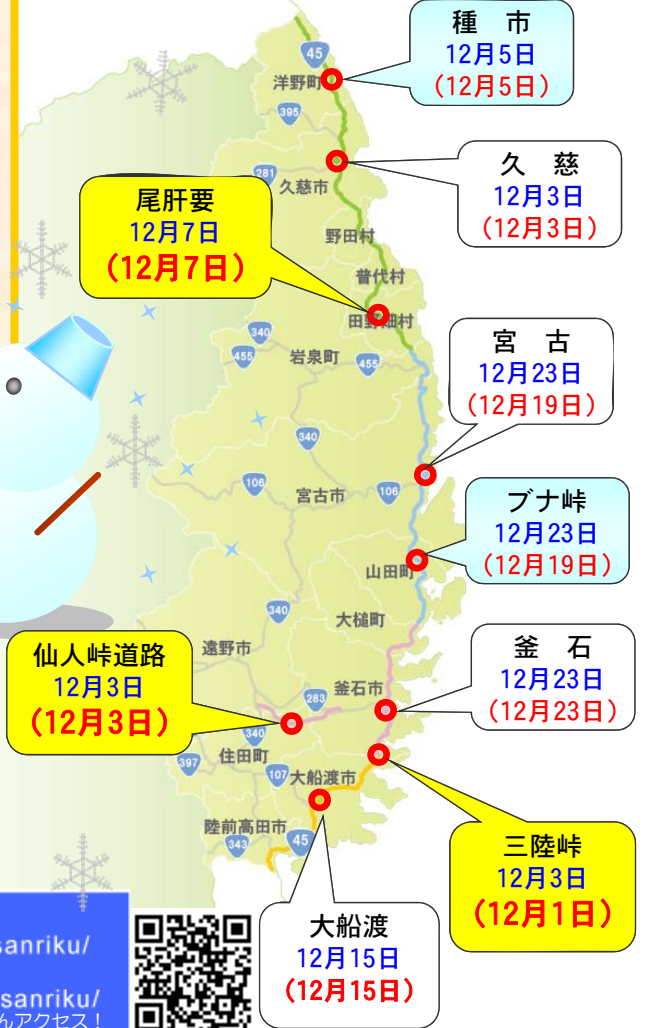 種 市
12月5日
(12月5日)
45
洋野町
395
久 慈
12月3日
(12月3日)
281
久慈市
尾肝要
12月7日
(12月7日)
野田村
普代村
田野畑村
340
455
岩泉町
455
宮 古
12月23日
(12月19日)
340
106
宮古市
106
ブナ峠
12月23日
(12月19日)
山田町
340
大槌町
遠野市
仙人峠道路
12月3日
(12月3日)
釜 石
12月23日
(12月23日)
283
釜石市
340
住田町
397
107
大船渡市
陸前高田市
343
45
三陸峠
12月3日
(12月1日)
大船渡
12月15日
(12月15日)
sanriku/
sanriku/
んアクセス!